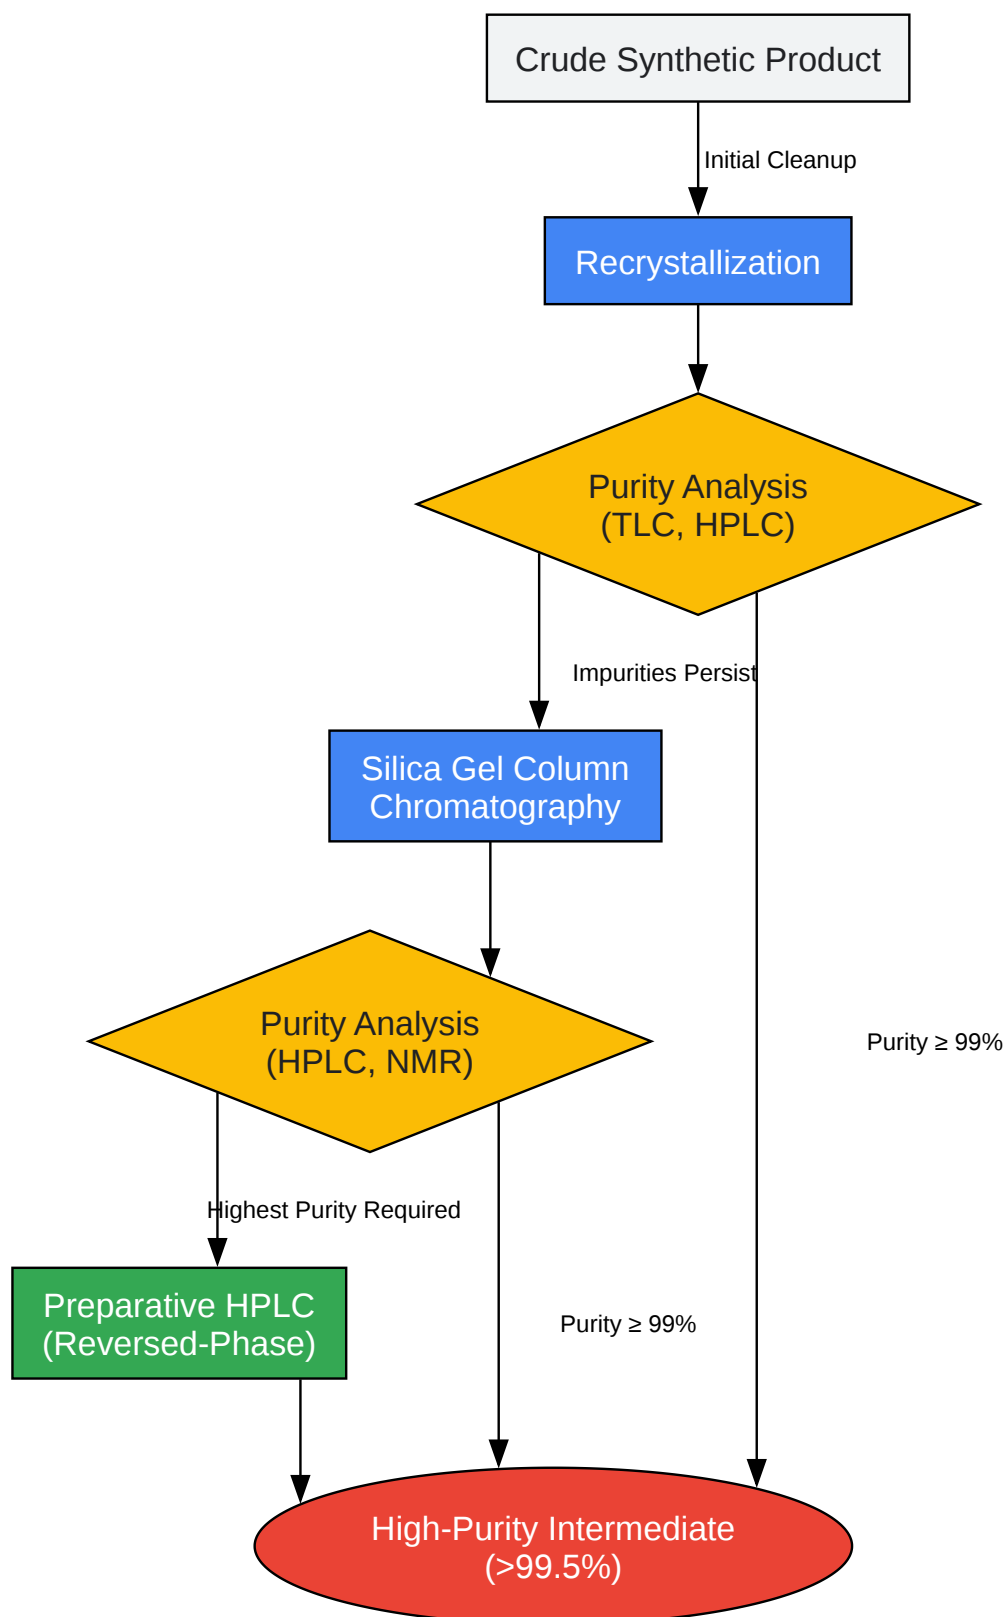 Crude Synthetic Product
Initial Cleanup
Recrystallization
Purity Analysis
(TLC, HPLC)
Impurities Persist
Silica Gel Column
Chromatography
Purity Analysis
(HPLC, NMR)
Purity ≥ 99%
Highest Purity Required
Preparative HPLC
(Reversed-Phase)
Purity ≥ 99%
High-Purity Intermediate
(>99.5%)